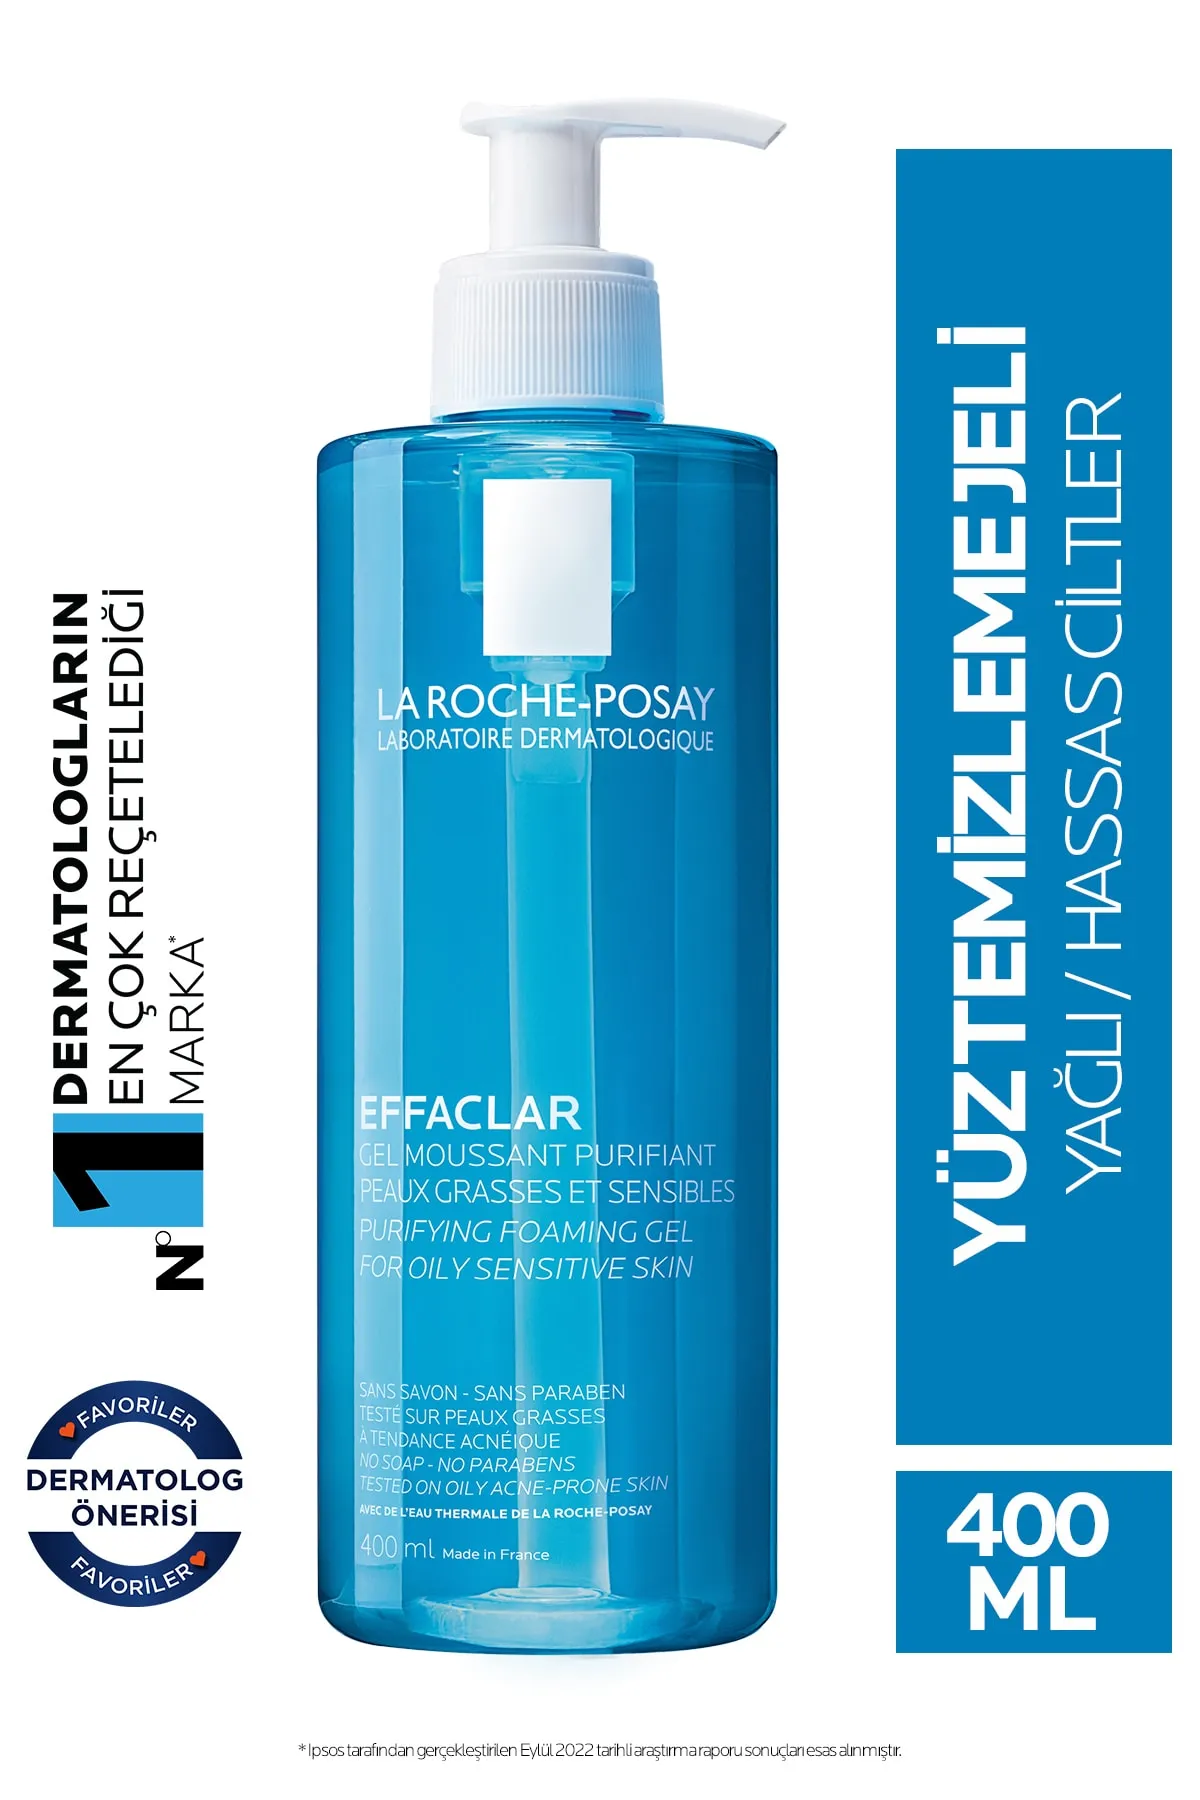 LA ROCHE-POSAY
LABORATOIRE DERMATOLOGIQUE
EFFACLAR
GEL MOUSSANT PURIFIANT
PEAUX GRASSES ET SENSIBLES
PURIFYING FOAMING GEL
FOR OILY SENSITIVE SKIN
SANS SAVON - SANS PARABEN
TESTÉ SUR PEAUX GRASSES
À TENDANCE ACNÉIQUE
NO SOAP - NO PARABENS
TESTED ON OILY ACNE-PRONE SKIN
AVEC DE L'EAU THERMALE DE LA ROCHE-POSAY
400 ml Made in France
N° 1
DERMATOLOGLARIN
EN ÇOK REÇETELEDİĞİ
MARKA*
FAVORİLER
DERMATOLOG
ÖNERİSİ
FAVORİLER
YÜZ TEMİZLEME JELİ
YAĞLI / HASSAS CİLTLER
400
ML
* Ipsos tarafından gerçekleştirilen Eylül 2022 tarihli araştırma raporu sonuçları esas alınmıştır.